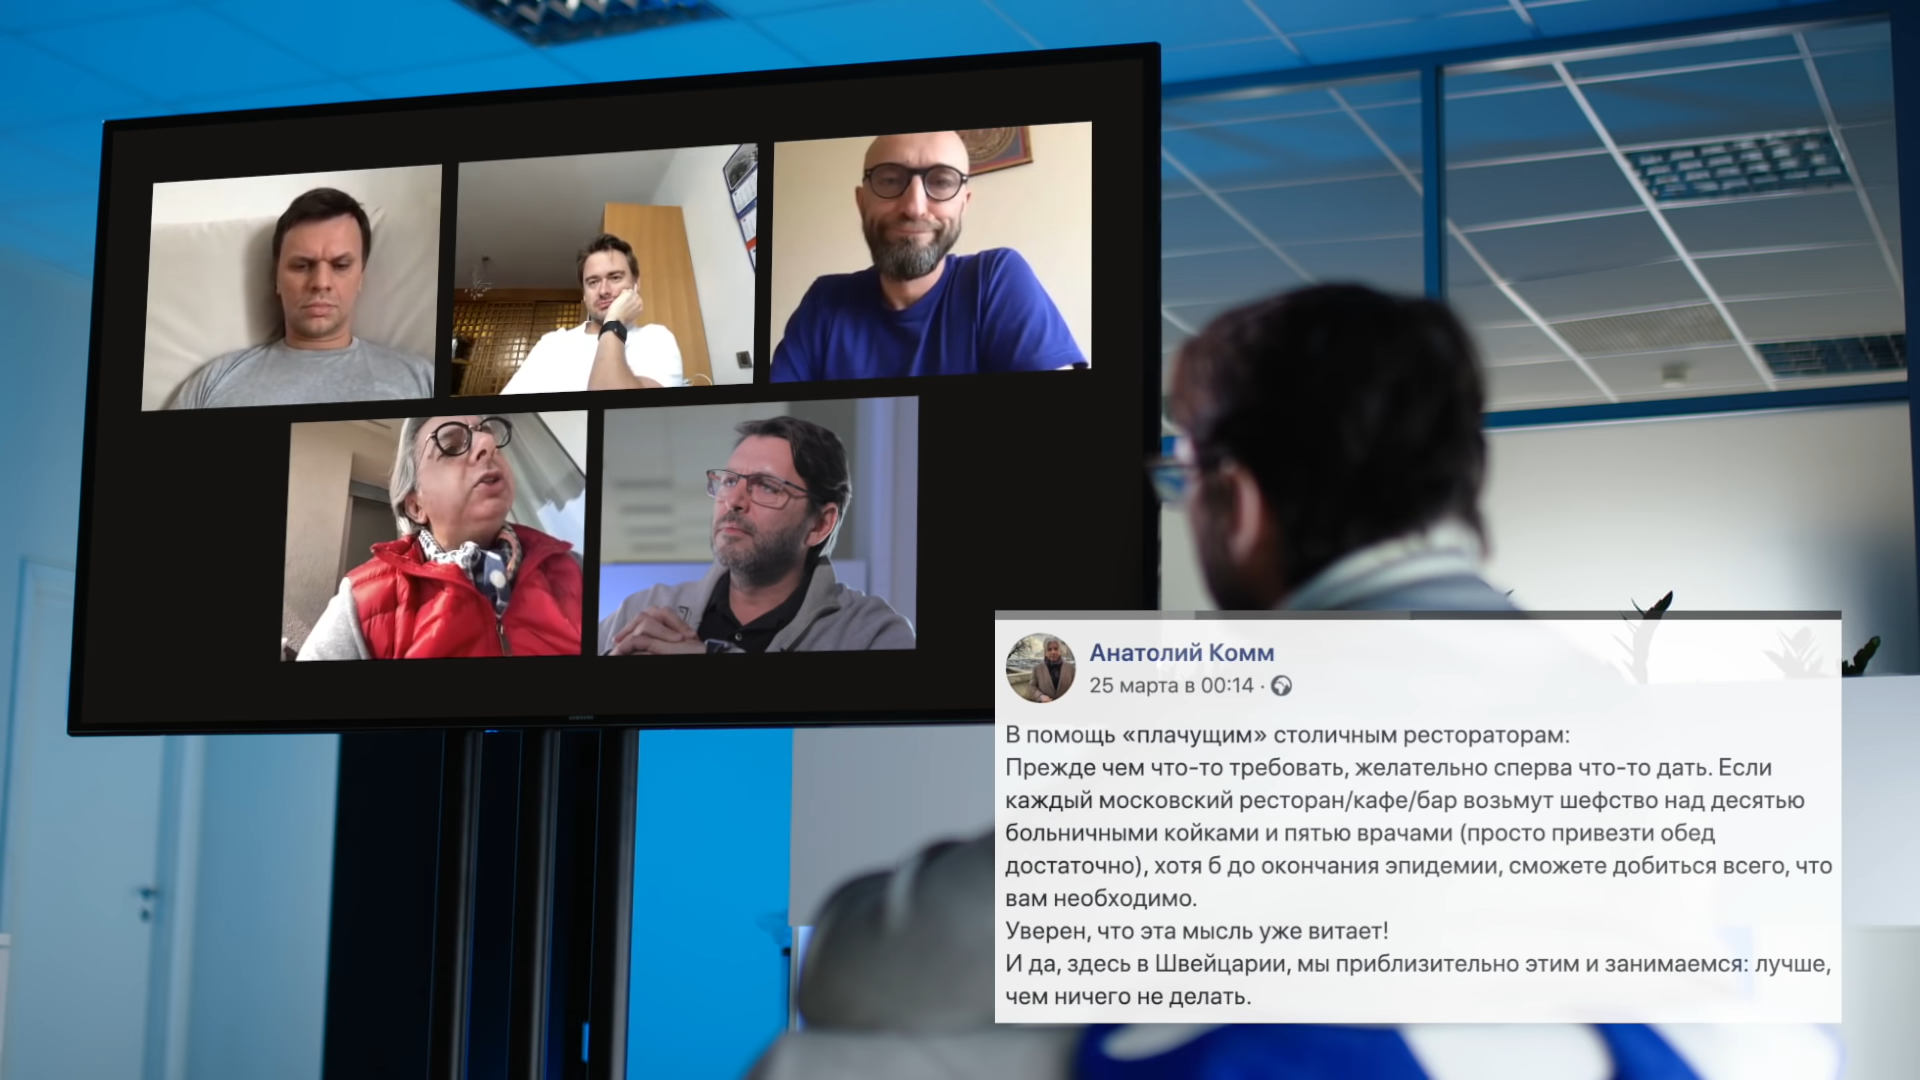 Анатолий Комм
25 марта в 00:14 ·
В помощь «плачущим» столичным рестораторам:
Прежде чем что-то требовать, желательно сперва что-то дать. Если
каждый московский ресторан/кафе/бар возьмут шефство над десятью
больничными койками и пятью врачами (просто привезти обед
достаточно), хотя б до окончания эпидемии, сможете добиться всего, что
вам необходимо.
Уверен, что эта мысль уже витает!
И да, здесь в Швейцарии, мы приблизительно этим и занимаемся: лучше,
чем ничего не делать.